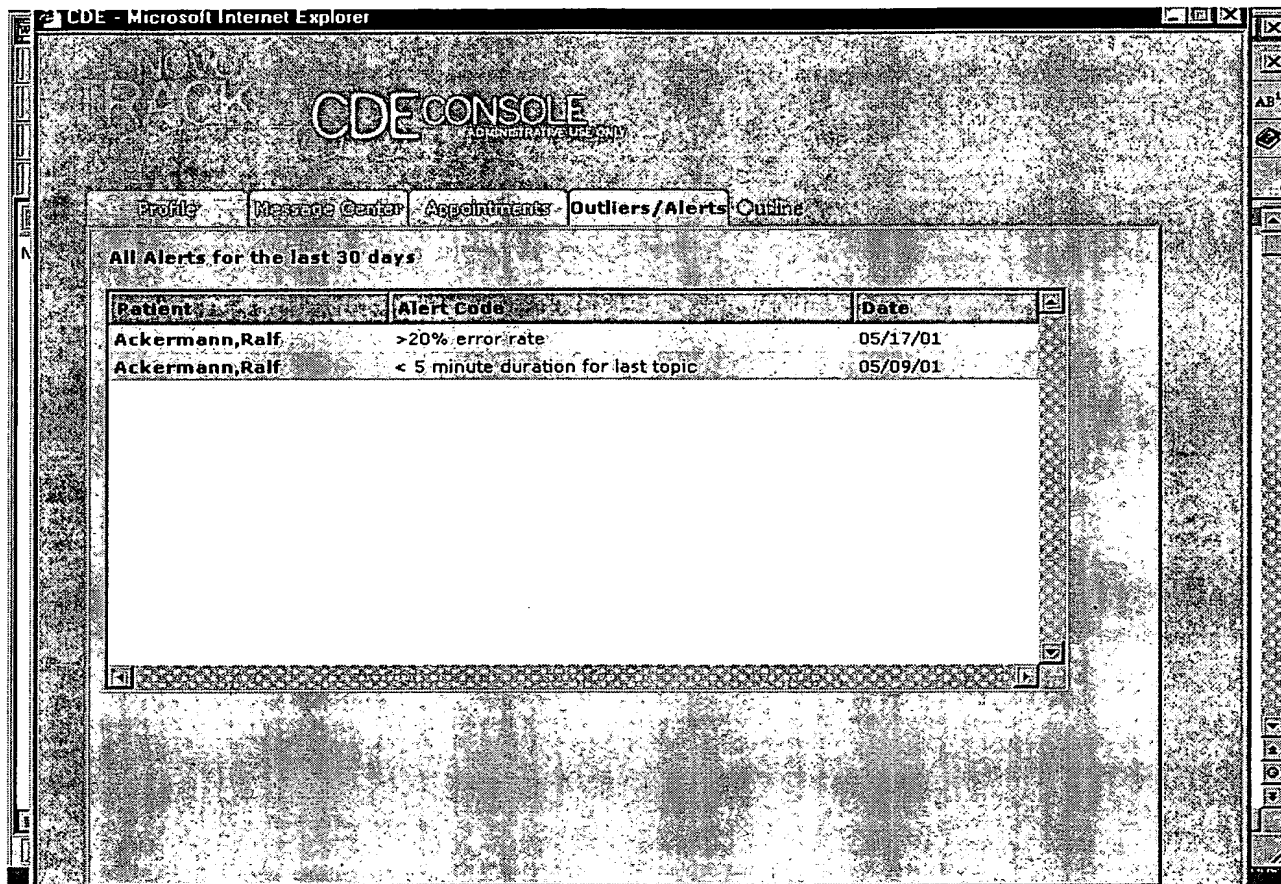 CDE - Microsoft Internet Explorer
NOVO
TRACK
CDE CONSOLE
ADMINISTRATIVE USE ONLY
Profile Message Center Appointments Outliers/Alerts Outline
All Alerts for the last 30 days
Patient Alert Code Date
Ackermann,Ralf >20% error rate 05/17/01
Ackermann,Ralf < 5 minute duration for last topic 05/09/01